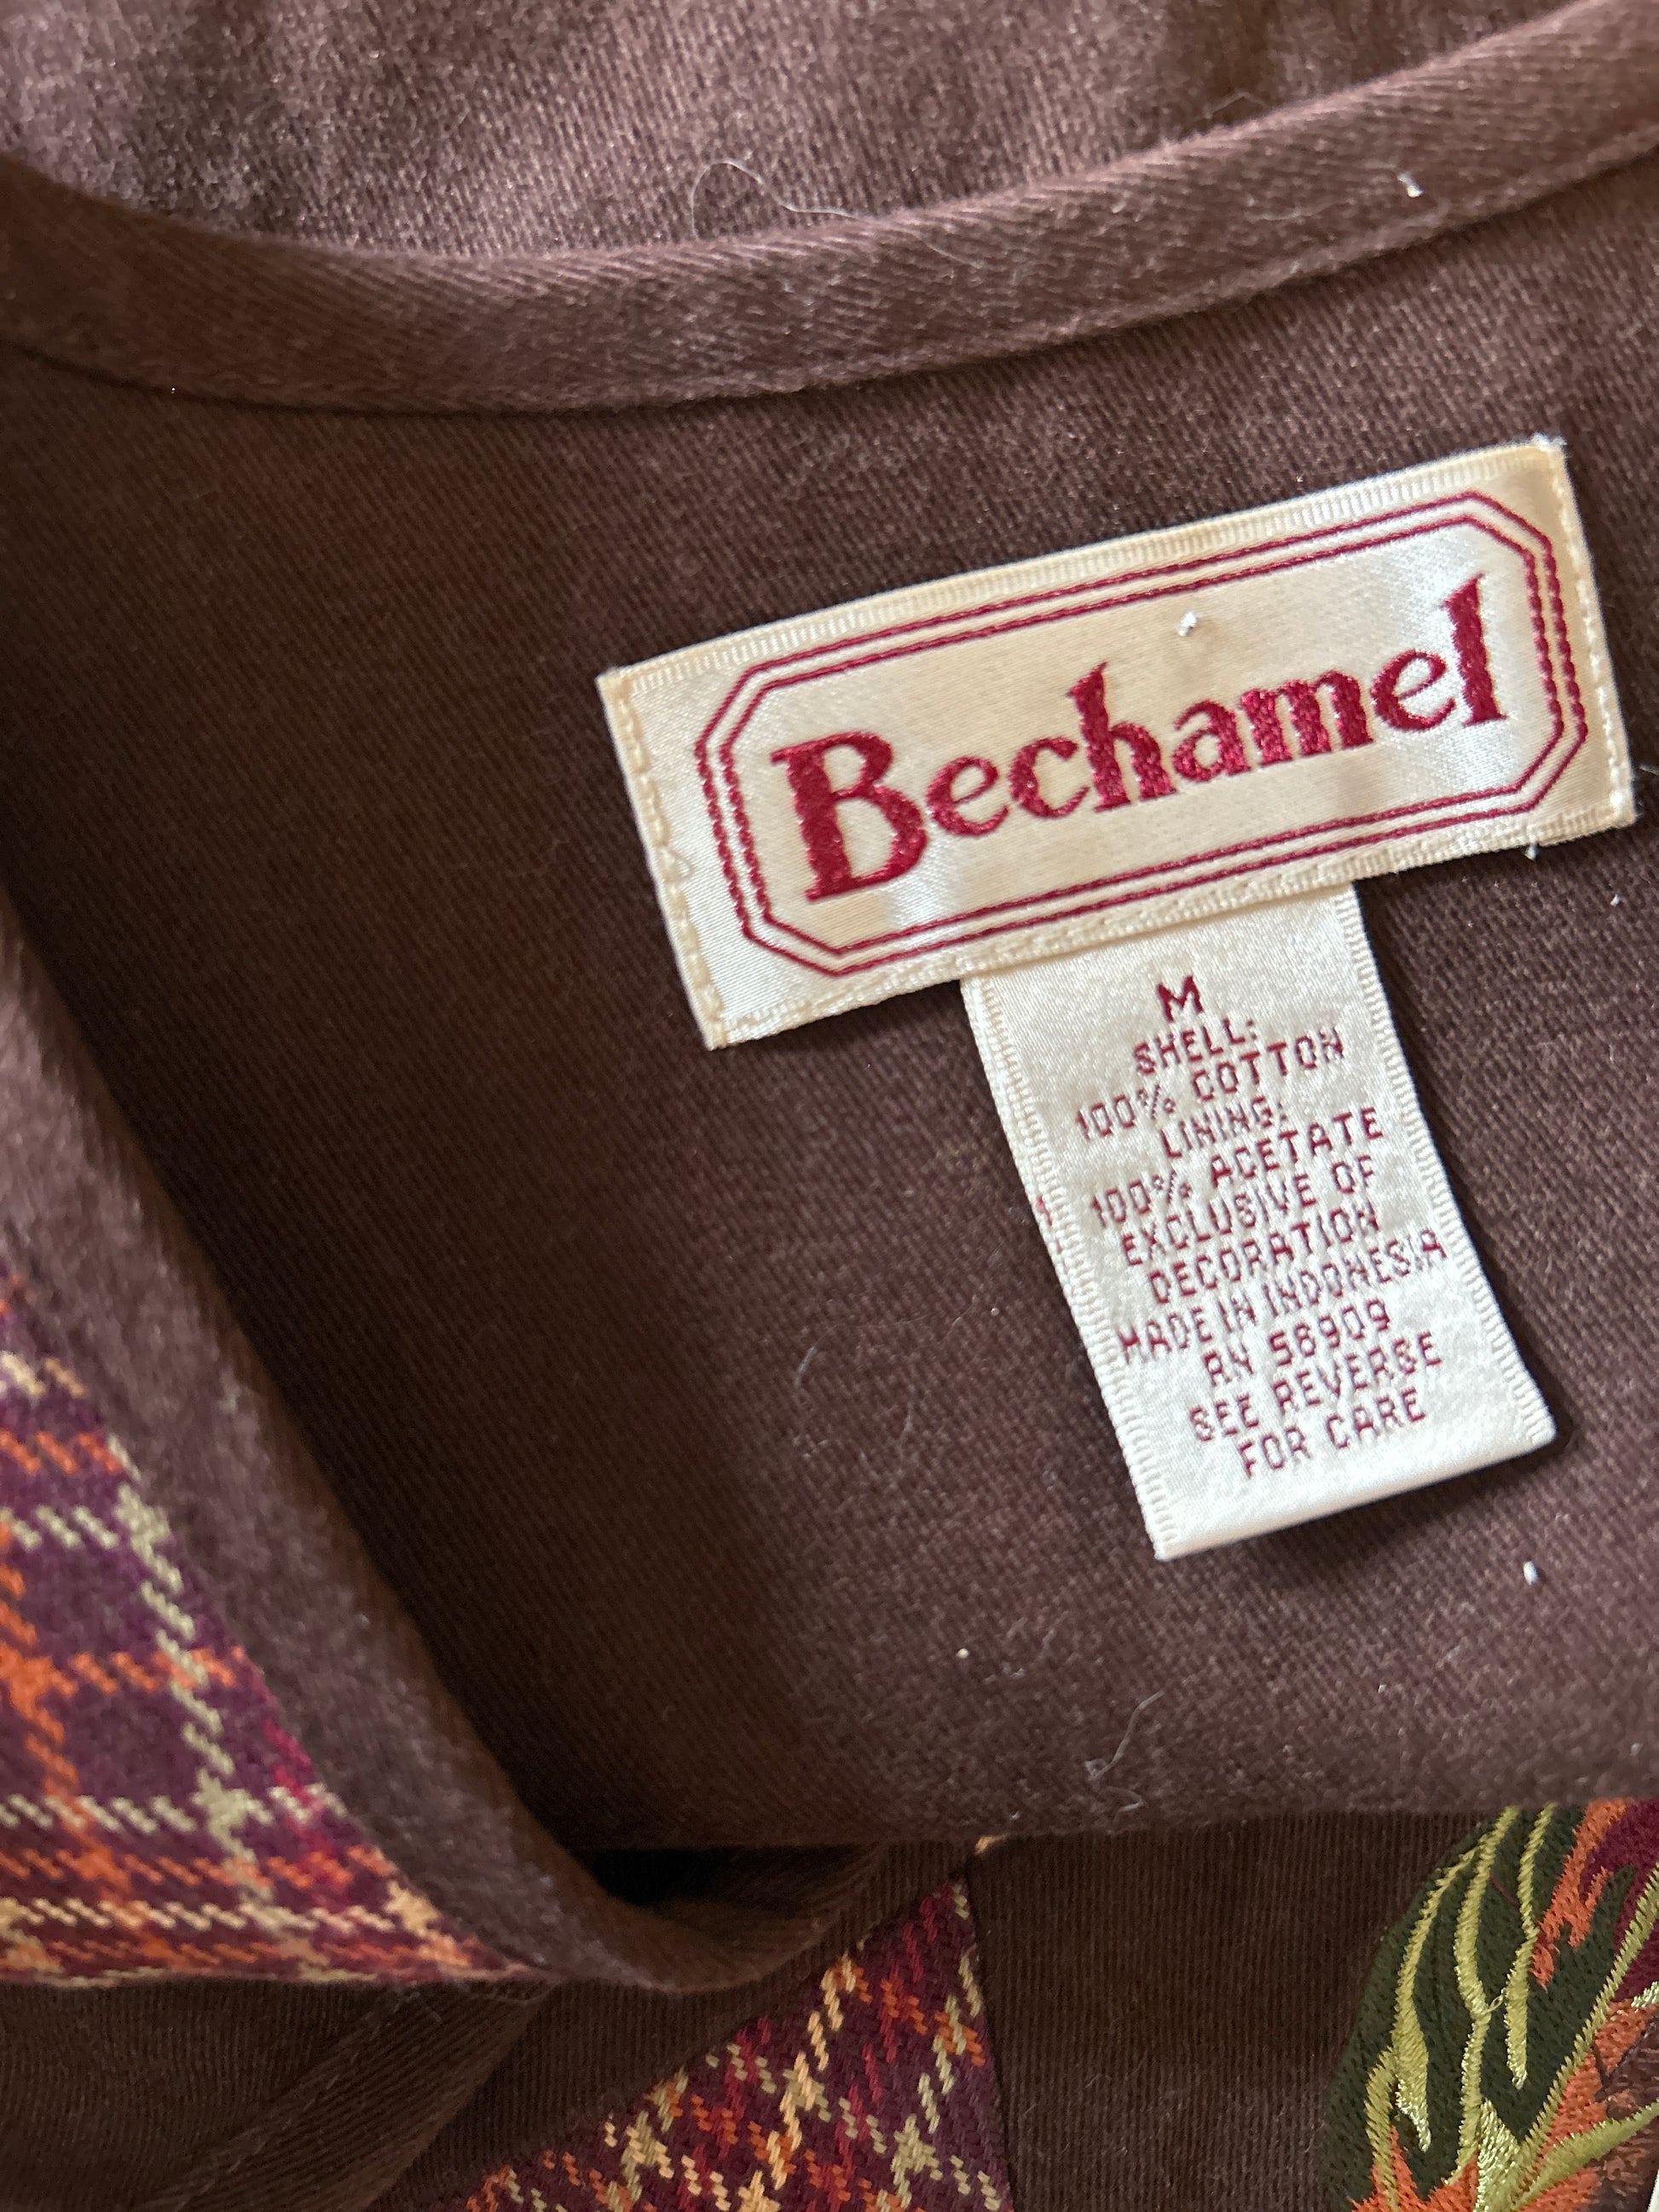 Bechamel
M
SHELL:
100% COTTON
LINING:
100% ACETATE
EXCLUSIVE OF
DECORATION
MADE IN INDONESIA
RN 58909
SEE REVERSE
FOR CARE